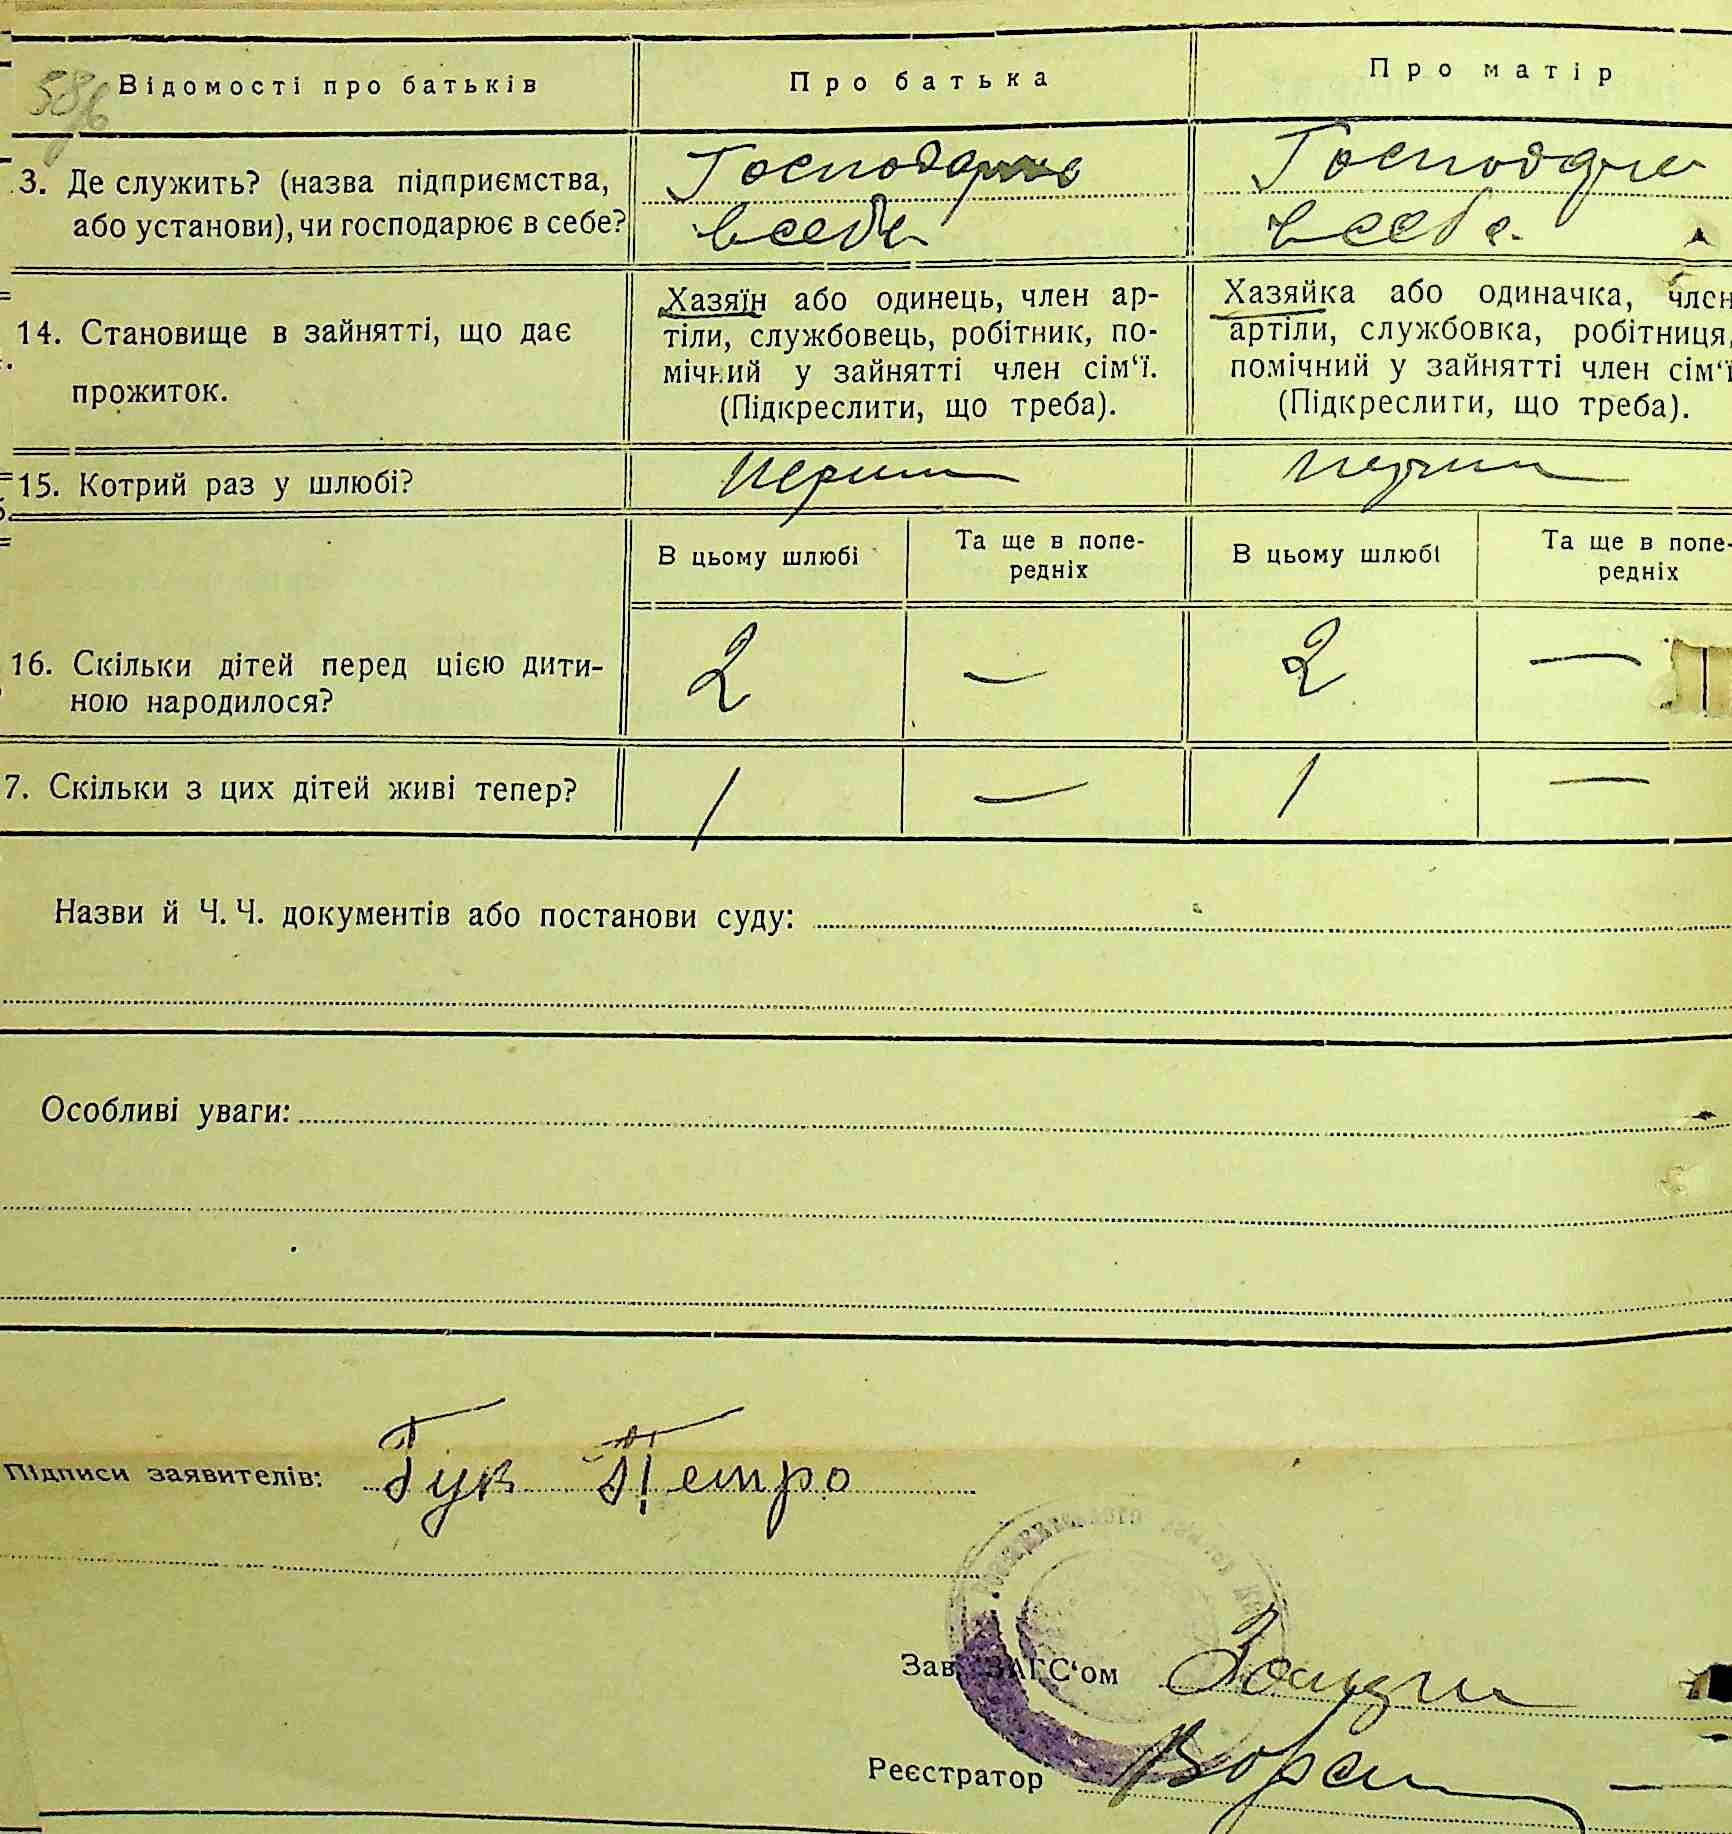 Відомості про батьків
Про батька
Про матір
3. Де служить? (назва підприємства,
або установи), чи господарює в себе?
Господарює
в себе
Господарює
в себе
14. Становище в зайнятті, що дає
прожиток.
Хазяїн або одинець, член ар-
тіли, службовець, робітник, по-
мічний у зайнятті член сім‘ї.
(Підкреслити, що треба).
Хазяйка або одиначка, член
артіли, службовка, робітниця,
помічний у зайнятті член сім‘ї
(Підкреслити, що треба).
15. Котрий раз у шлюбі?
перший
перший
В цьому шлюбі
Та ще в попе-
редніх
В цьому шлюбі
Та ще в попе-
редніх
16. Скільки дітей перед цією дити-
ною народилося?
2
—
2
—
7. Скільки з цих дітей живі тепер?
1
—
1
—
Назви й Ч. Ч. документів або постанови суду:
Особливі уваги:
Підписи заявителів: Гук Петро
Зав. ЗАГС‘ом
Реєстратор